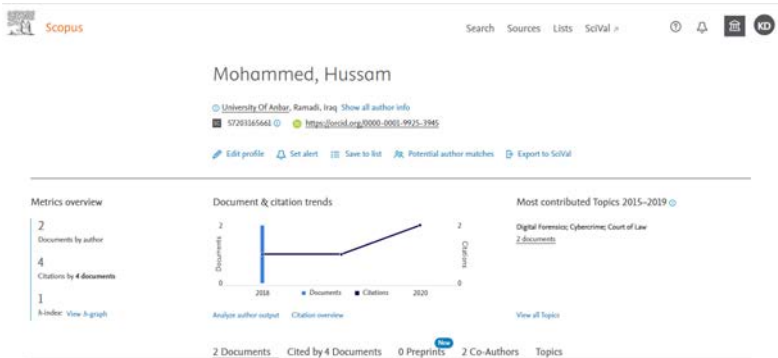 Scopus
Search Sources Lists SciVal ↗
KD
Mohammed, Hussam
University Of Anbar, Ramadi, Iraq Show all author info
57203165661 https://orcid.org/0000-0001-9925-3945
Edit profile Set alert Save to list Potential author matches Export to SciVal
Metrics overview
2
Documents by author
4
Citations by 4 documents
1
h-index: View h-graph
Document & citation trends
2 2
Documents
Citations
0 0
2018 Documents Citations 2020
Analyze author output Citation overview
Most contributed Topics 2015–2019
Digital Forensics; Cybercrime; Court of Law
2 documents
View all Topics
New
2 Documents Cited by 4 Documents 0 Preprints 2 Co-Authors Topics